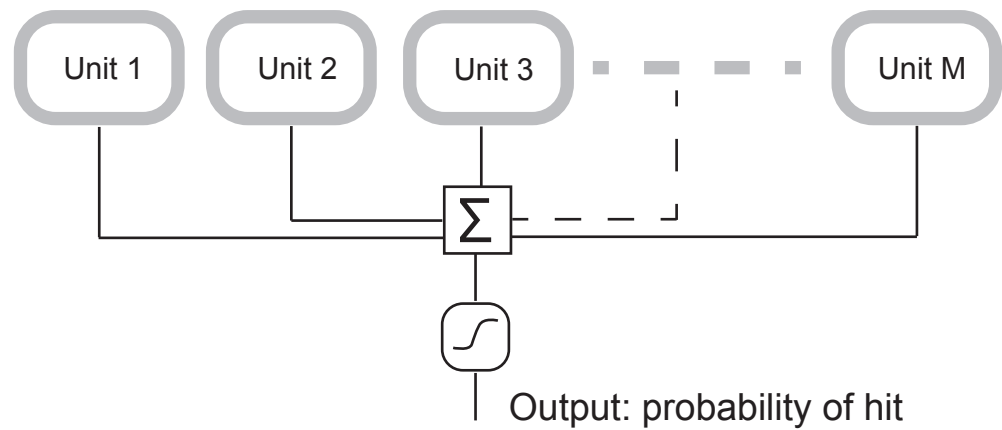 Unit 1
Unit 2
Unit 3
Unit M
Σ
Output: probability of hit